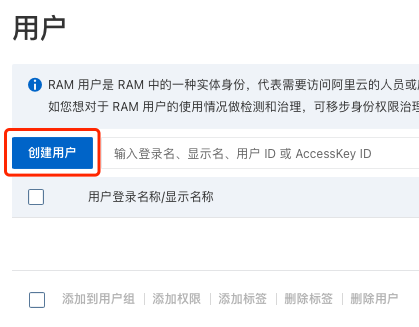 用户
RAM 用户是 RAM 中的一种实体身份，代表需要访问阿里云的人员或
如您想对于 RAM 用户的使用情况做检测和治理，可移步身份权限治理
创建用户
输入登录名、显示名、用户 ID 或 AccessKey ID
用户登录名称/显示名称
添加到用户组
添加权限
添加标签
删除标签
删除用户